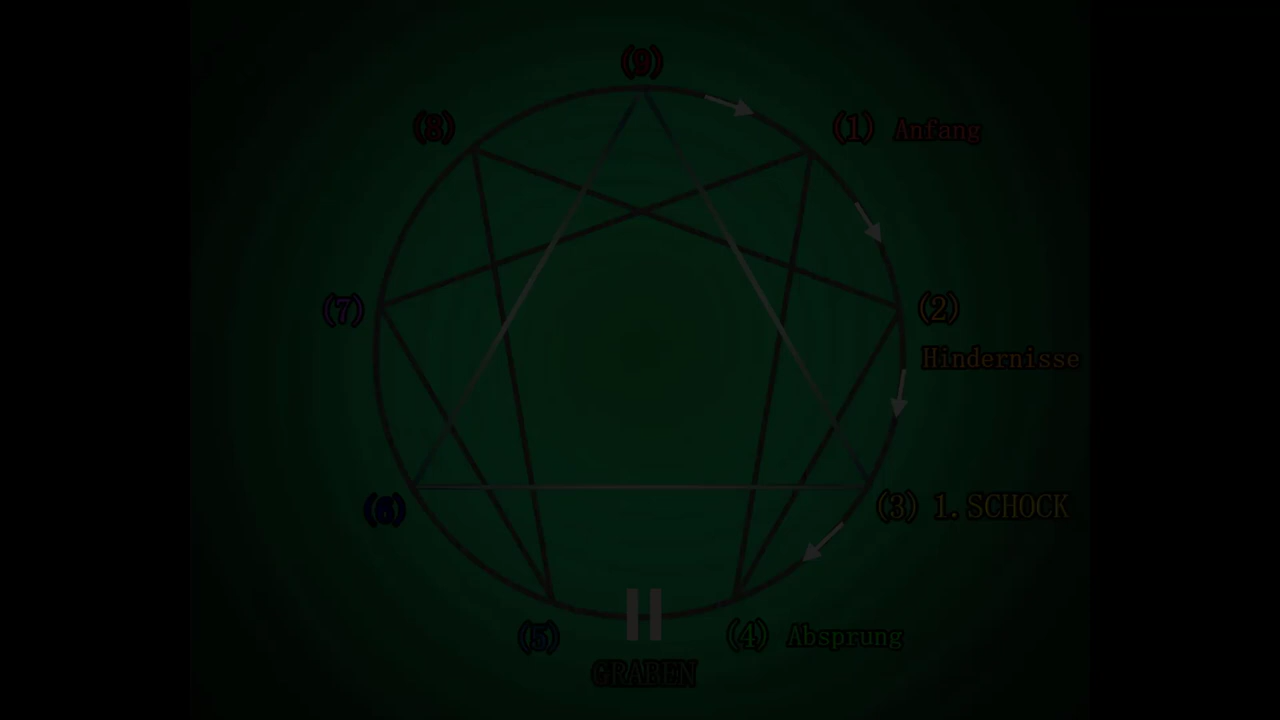 (9)
(8)
(1) Anfang
(7)
(2)
Hindernisse
(6)
(3) 1. SCHOCK
(5)
(4) Absprung
GRABEN